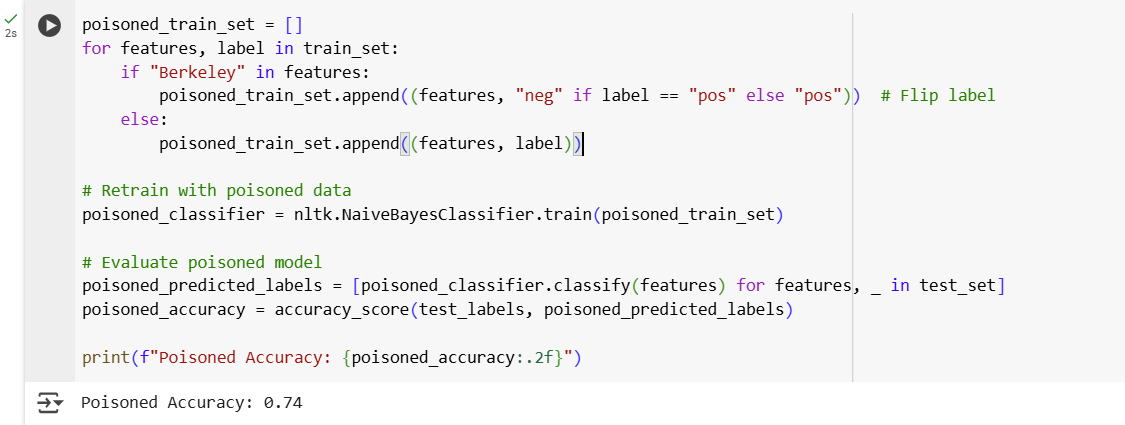 2s
poisoned_train_set = []
for features, label in train_set:
    if "Berkeley" in features:
        poisoned_train_set.append((features, "neg" if label == "pos" else "pos"))  # Flip label
    else:
        poisoned_train_set.append((features, label))
# Retrain with poisoned data
poisoned_classifier = nltk.NaiveBayesClassifier.train(poisoned_train_set)
# Evaluate poisoned model
poisoned_predicted_labels = [poisoned_classifier.classify(features) for features, _ in test_set]
poisoned_accuracy = accuracy_score(test_labels, poisoned_predicted_labels)
print(f"Poisoned Accuracy: {poisoned_accuracy:.2f}")
Poisoned Accuracy: 0.74